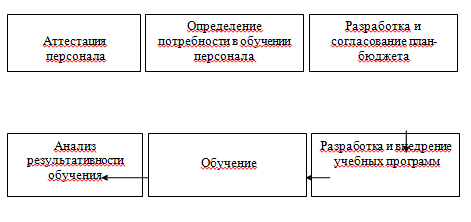 Аттестация
персонала
Определение
потребности в обучении
персонала
Разработка и
согласование план-
бюджета
Анализ
результативности
обучения
Обучение
Разработка и внедрение
учебных программ